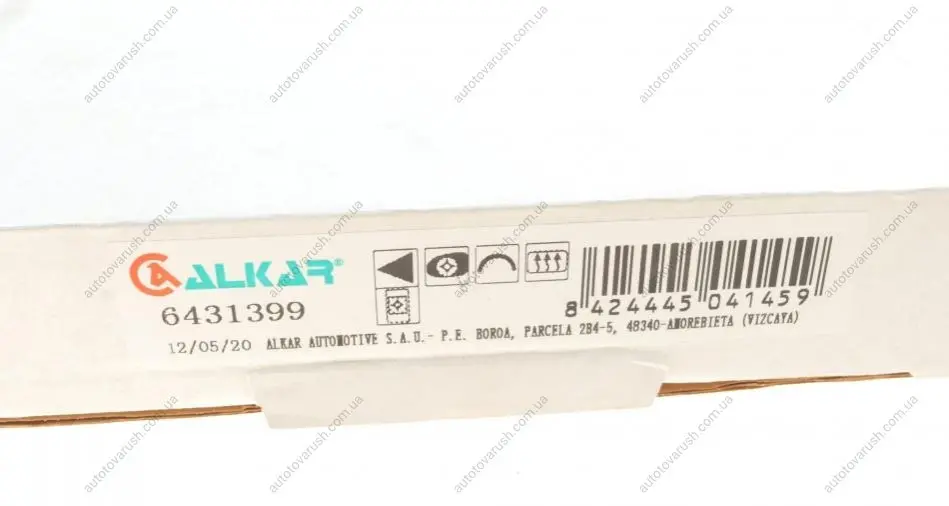 ALKAR®
6431399
8 424445 041459
12/05/20 ALKAR AUTOMOTIVE S.A.U.- P.E. BOROA, PARCELA 2B4-5, 48340-AMOREBIETA (VIZCAYA)
autotovarush.com.ua